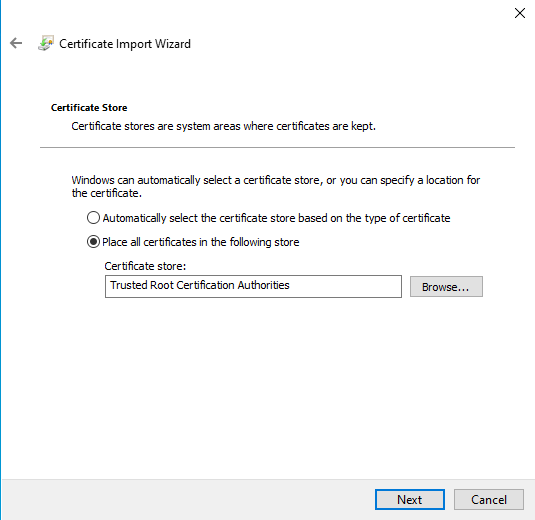 Certificate Import Wizard
Certificate Store
Certificate stores are system areas where certificates are kept.
Windows can automatically select a certificate store, or you can specify a location for
the certificate.
Automatically select the certificate store based on the type of certificate
Place all certificates in the following store
Certificate store:
Trusted Root Certification Authorities
Browse...
Next
Cancel